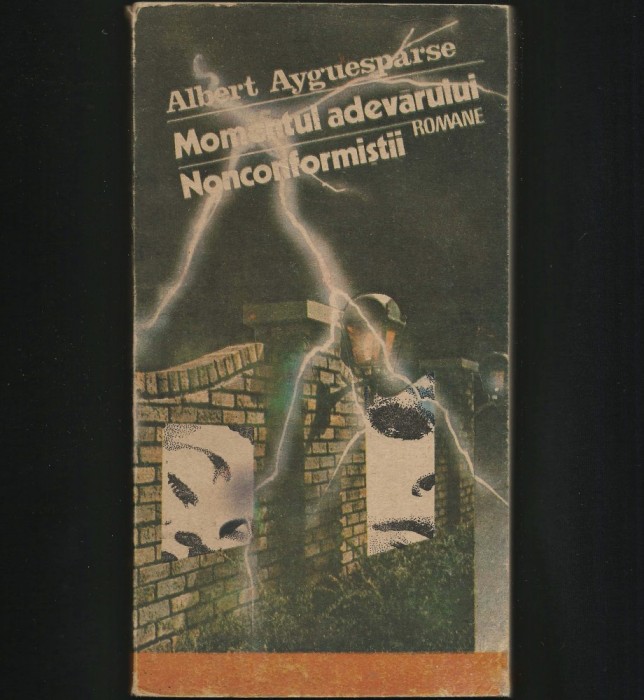 Albert Ayguesparse
Momentul adevărului
Nonconformiștii ROMANE